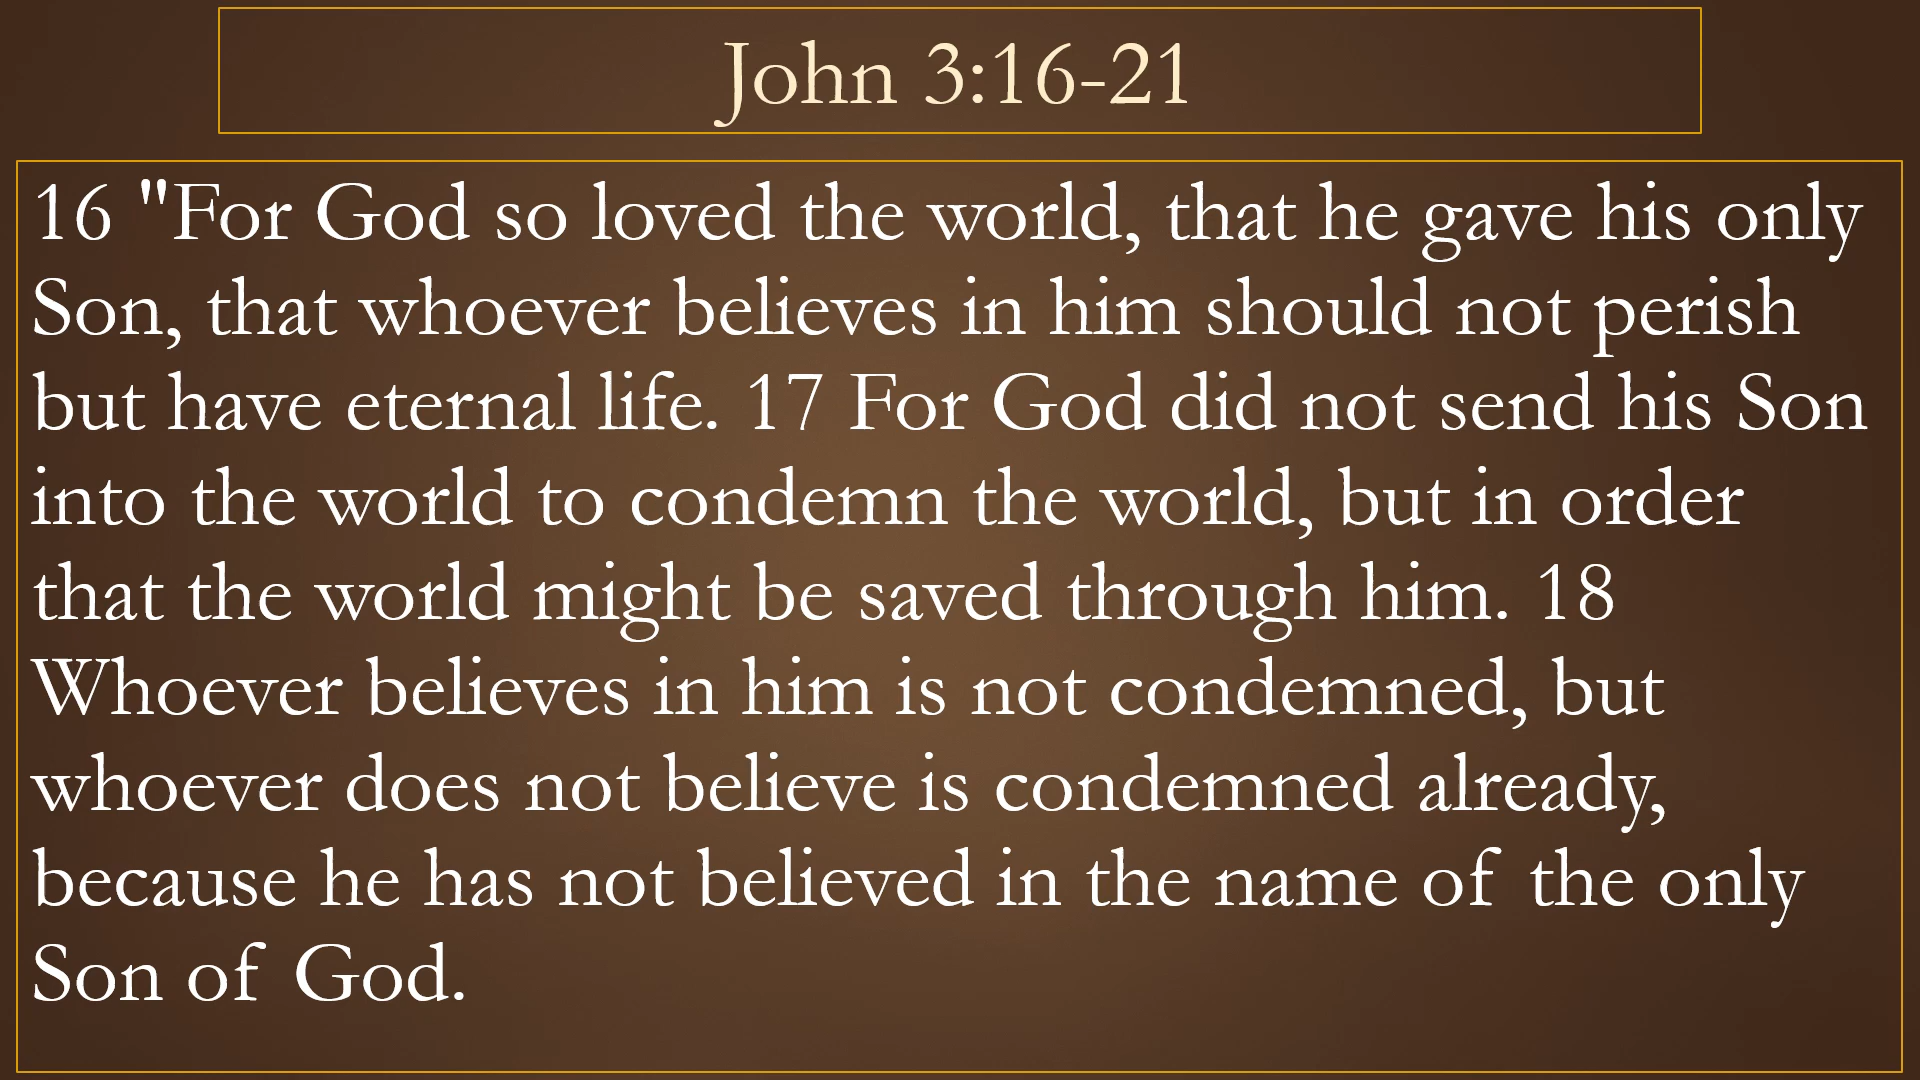 John 3:16-21
16 "For God so loved the world, that he gave his only
Son, that whoever believes in him should not perish
but have eternal life. 17 For God did not send his Son
into the world to condemn the world, but in order
that the world might be saved through him. 18
Whoever believes in him is not condemned, but
whoever does not believe is condemned already,
because he has not believed in the name of the only
Son of God.